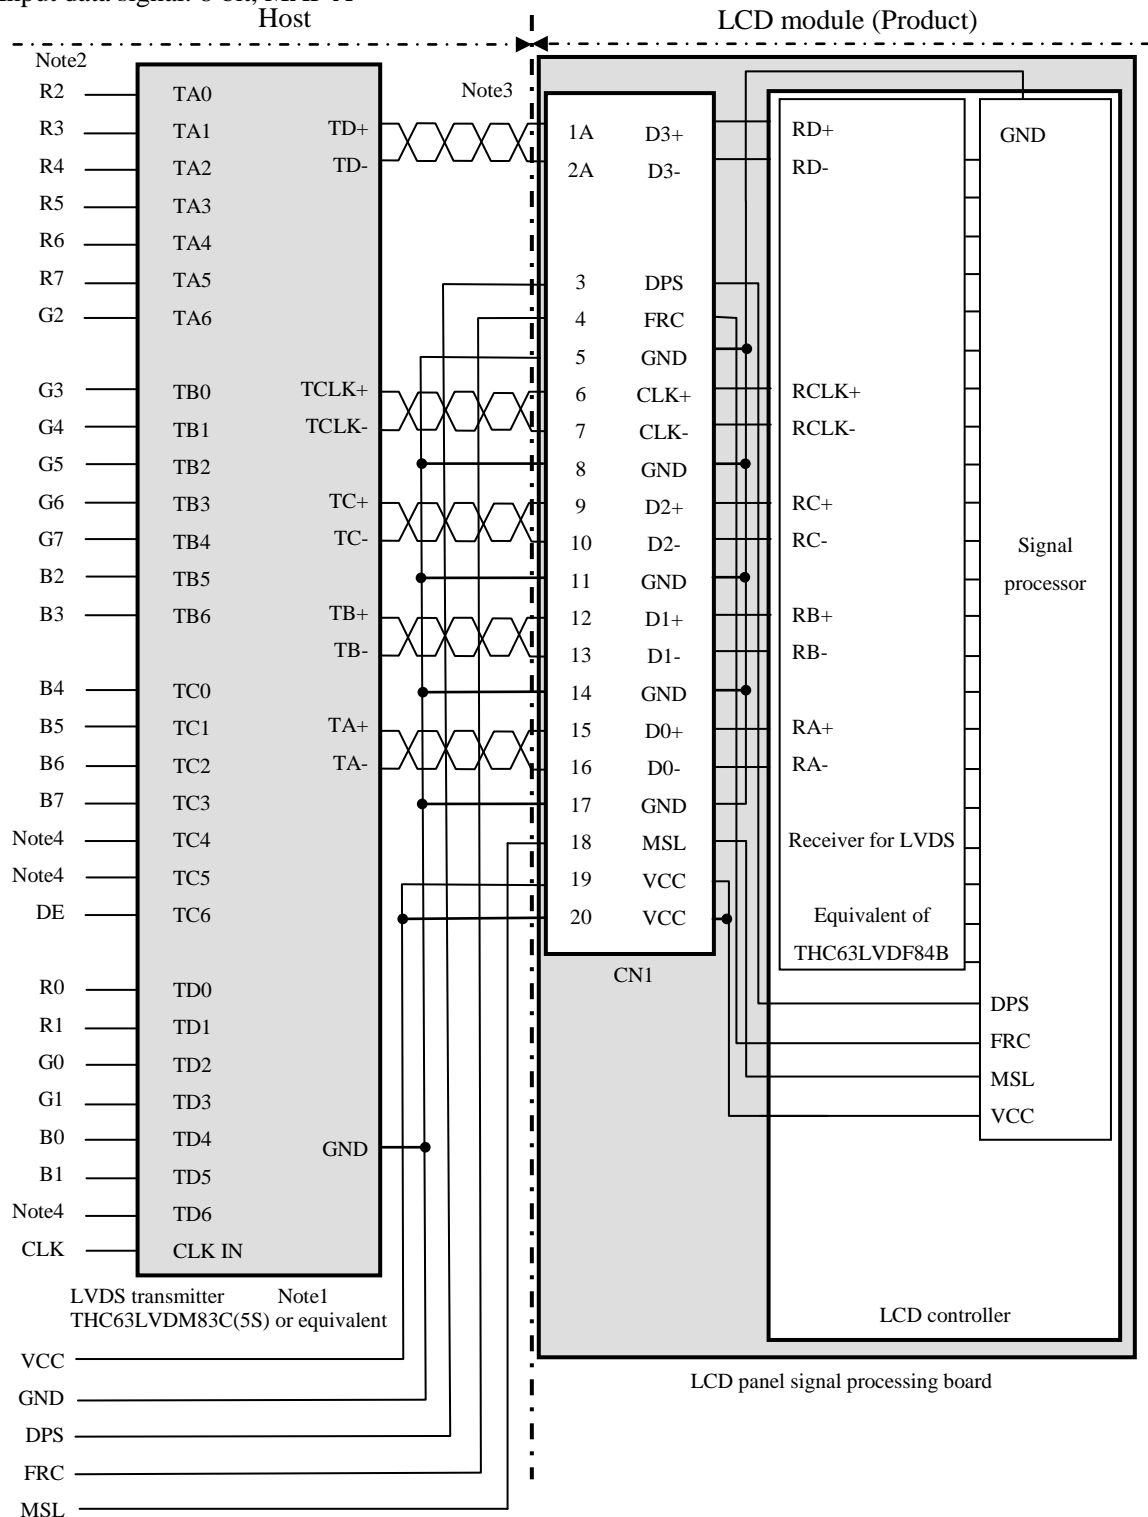 Input data signal: 8-bit, MAP A
Host
LCD module (Product)
Note2
Note3
R2 TA0
R3 TA1 TD+ 1A D3+ RD+ GND
R4 TA2 TD- 2A D3- RD-
R5 TA3
R6 TA4
R7 TA5 3 DPS
G2 TA6 4 FRC
5 GND
G3 TB0 TCLK+ 6 CLK+ RCLK+
G4 TB1 TCLK- 7 CLK- RCLK-
G5 TB2 8 GND
G6 TB3 TC+ 9 D2+ RC+
G7 TB4 TC- 10 D2- RC- Signal
B2 TB5 11 GND processor
B3 TB6 TB+ 12 D1+ RB+
TB- 13 D1- RB-
B4 TC0 14 GND
B5 TC1 TA+ 15 D0+ RA+
B6 TC2 TA- 16 D0- RA-
B7 TC3 17 GND
Note4 TC4 18 MSL Receiver for LVDS
Note4 TC5 19 VCC
DE TC6 20 VCC Equivalent of
THC63LVDF84B
CN1
R0 TD0
DPS
R1 TD1
FRC
G0 TD2
MSL
G1 TD3
VCC
B0 TD4 GND
B1 TD5
Note4 TD6
CLK CLK IN
LVDS transmitter Note1
THC63LVDM83C(5S) or equivalent
LCD controller
VCC
LCD panel signal processing board
GND
DPS
FRC
MSL